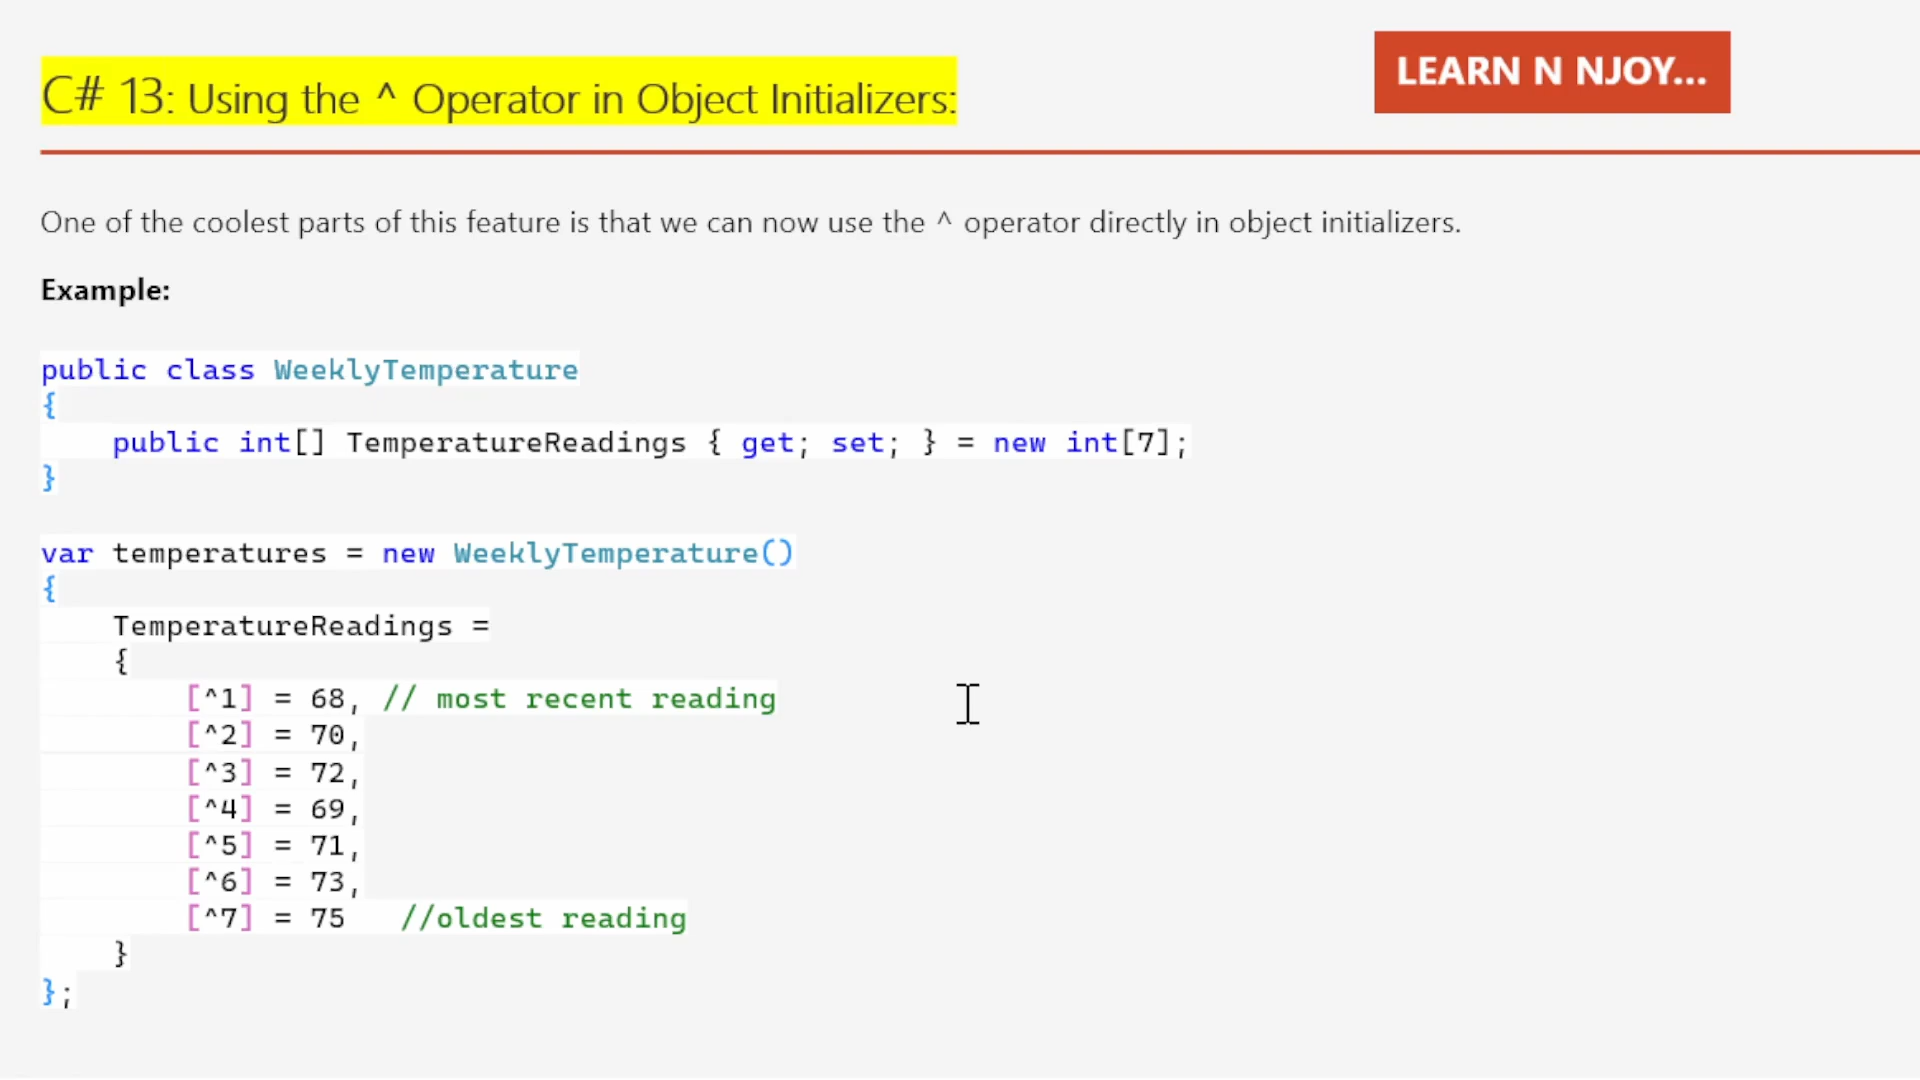 C# 13: Using the ^ Operator in Object Initializers:
LEARN N NJOY...
One of the coolest parts of this feature is that we can now use the ^ operator directly in object initializers.
Example:
public class WeeklyTemperature
{
    public int[] TemperatureReadings { get; set; } = new int[7];
}
var temperatures = new WeeklyTemperature()
{
    TemperatureReadings =
    {
        [^1] = 68, // most recent reading
        [^2] = 70,
        [^3] = 72,
        [^4] = 69,
        [^5] = 71,
        [^6] = 73,
        [^7] = 75   //oldest reading
    }
};